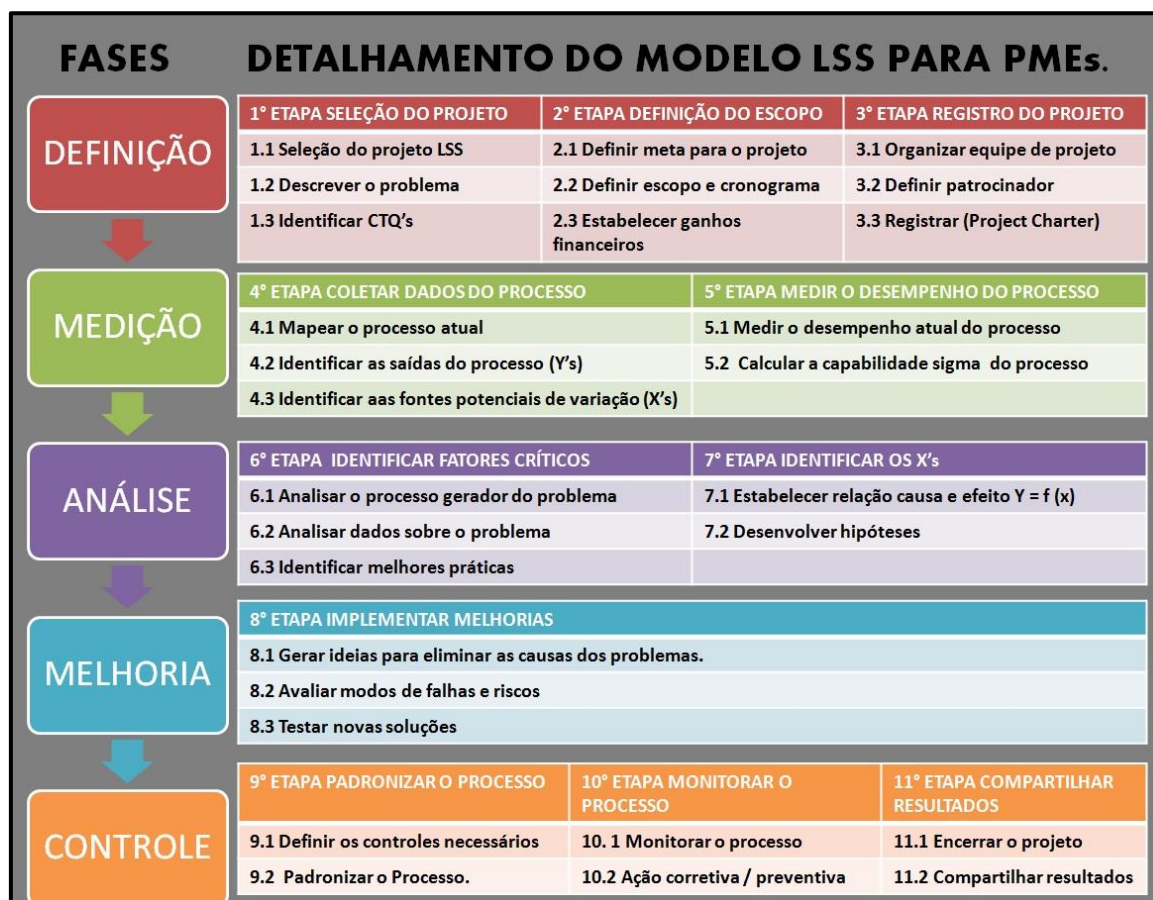 FASES
DETALHAMENTO DO MODELO LSS PARA PMEs.
DEFINIÇÃO
1° ETAPA SELEÇÃO DO PROJETO
2° ETAPA DEFINIÇÃO DO ESCOPO
3° ETAPA REGISTRO DO PROJETO
1.1 Seleção do projeto LSS
2.1 Definir meta para o projeto
3.1 Organizar equipe de projeto
1.2 Descrever o problema
2.2 Definir escopo e cronograma
3.2 Definir patrocinador
1.3 Identificar CTQ's
2.3 Estabelecer ganhos
financeiros
3.3 Registrar (Project Charter)
MEDIÇÃO
4° ETAPA COLETAR DADOS DO PROCESSO
5° ETAPA MEDIR O DESEMPENHO DO PROCESSO
4.1 Mapear o processo atual
5.1 Medir o desempenho atual do processo
4.2 Identificar as saídas do processo (Y's)
5.2 Calcular a capabilidade sigma do processo
4.3 Identificar aas fontes potenciais de variação (X's)
ANÁLISE
6° ETAPA IDENTIFICAR FATORES CRÍTICOS
7° ETAPA IDENTIFICAR OS X's
6.1 Analisar o processo gerador do problema
7.1 Estabelecer relação causa e efeito Y = f (x)
6.2 Analisar dados sobre o problema
7.2 Desenvolver hipóteses
6.3 Identificar melhores práticas
MELHORIA
8° ETAPA IMPLEMENTAR MELHORIAS
8.1 Gerar ideias para eliminar as causas dos problemas.
8.2 Avaliar modos de falhas e riscos
8.3 Testar novas soluções
CONTROLE
9° ETAPA PADRONIZAR O PROCESSO
10° ETAPA MONITORAR O
PROCESSO
11° ETAPA COMPARTILHAR
RESULTADOS
9.1 Definir os controles necessários
10. 1 Monitorar o processo
11.1 Encerrar o projeto
9.2 Padronizar o Processo.
10.2 Ação corretiva / preventiva
11.2 Compartilhar resultados